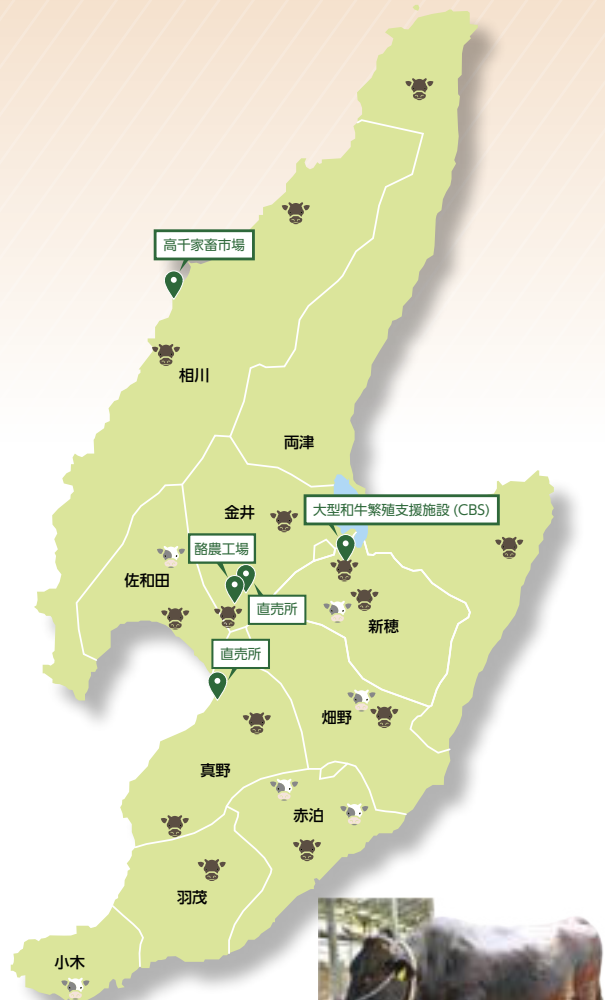 高千家畜市場
相川
両津
金井
大型和牛繁殖支援施設 (CBS)
酪農工場
佐和田
直売所
新穂
直売所
畑野
真野
赤泊
羽茂
小木